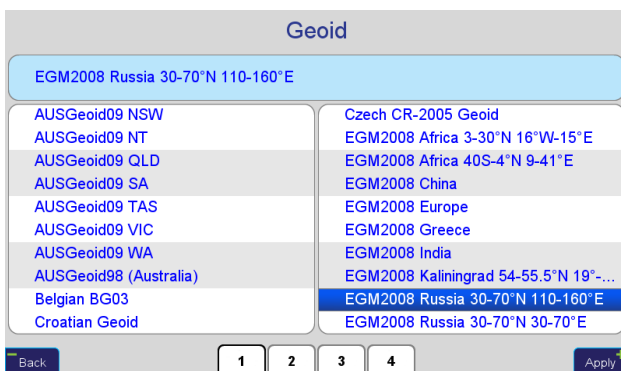 Geoid
EGM2008 Russia 30-70°N 110-160°E
AUSGeoid09 NSW
AUSGeoid09 NT
AUSGeoid09 QLD
AUSGeoid09 SA
AUSGeoid09 TAS
AUSGeoid09 VIC
AUSGeoid09 WA
AUSGeoid98 (Australia)
Belgian BG03
Croatian Geoid
Czech CR-2005 Geoid
EGM2008 Africa 3-30°N 16°W-15°E
EGM2008 Africa 40S-4°N 9-41°E
EGM2008 China
EGM2008 Europe
EGM2008 Greece
EGM2008 India
EGM2008 Kaliningrad 54-55.5°N 19°-...
EGM2008 Russia 30-70°N 110-160°E
EGM2008 Russia 30-70°N 30-70°E
Back 1 2 3 4 Apply